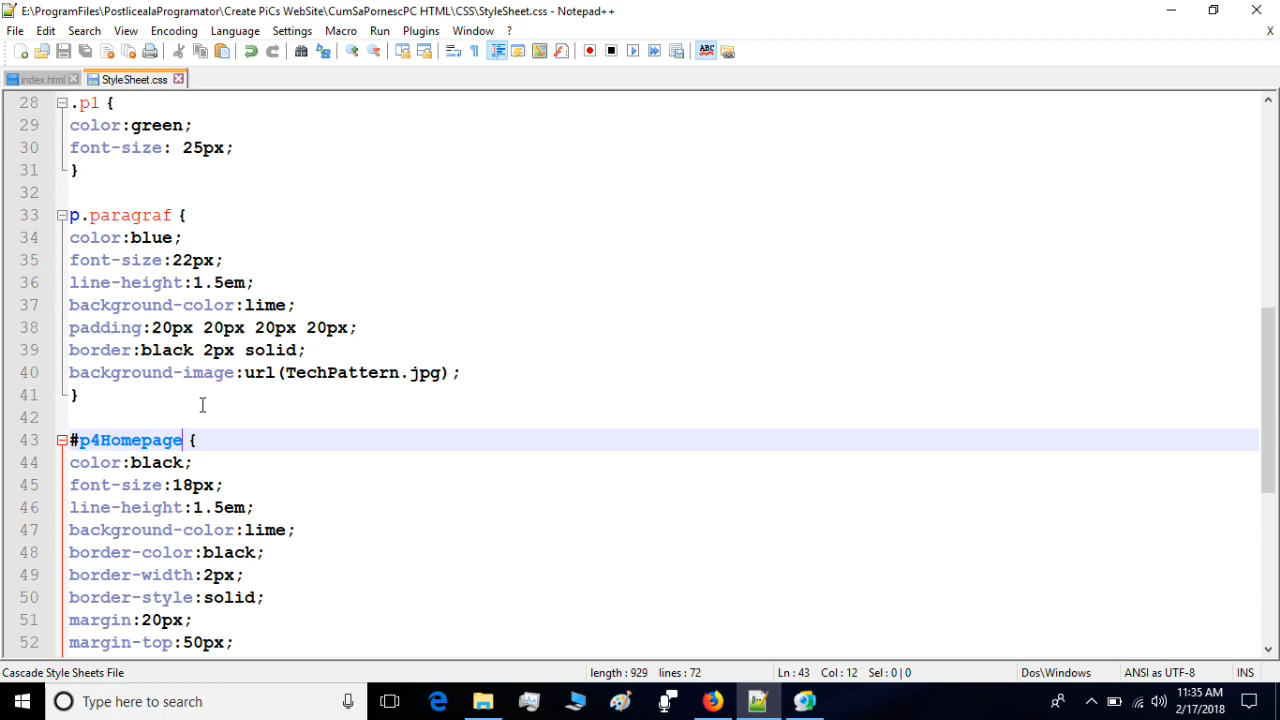 E:\ProgramFiles\PostlicealaProgramator\Create PiCs WebSite\CumSaPornescPC HTML\CSS\StyleSheet.css - Notepad++
File Edit Search View Encoding Language Settings Macro Run Plugins Window ? X
index.html StyleSheet.css
28 .p1 {
29 color:green;
30 font-size: 25px;
31 }
32
33 p.paragraf {
34 color:blue;
35 font-size:22px;
36 line-height:1.5em;
37 background-color:lime;
38 padding:20px 20px 20px 20px;
39 border:black 2px solid;
40 background-image:url(TechPattern.jpg);
41 }
42
43 #p4Homepage {
44 color:black;
45 font-size:18px;
46 line-height:1.5em;
47 background-color:lime;
48 border-color:black;
49 border-width:2px;
50 border-style:solid;
51 margin:20px;
52 margin-top:50px;
Cascade Style Sheets File length : 929 lines : 72 Ln : 43 Col : 12 Sel : 0 | 0 Dos\Windows ANSI as UTF-8 INS
Type here to search 11:35 AM
2/17/2018